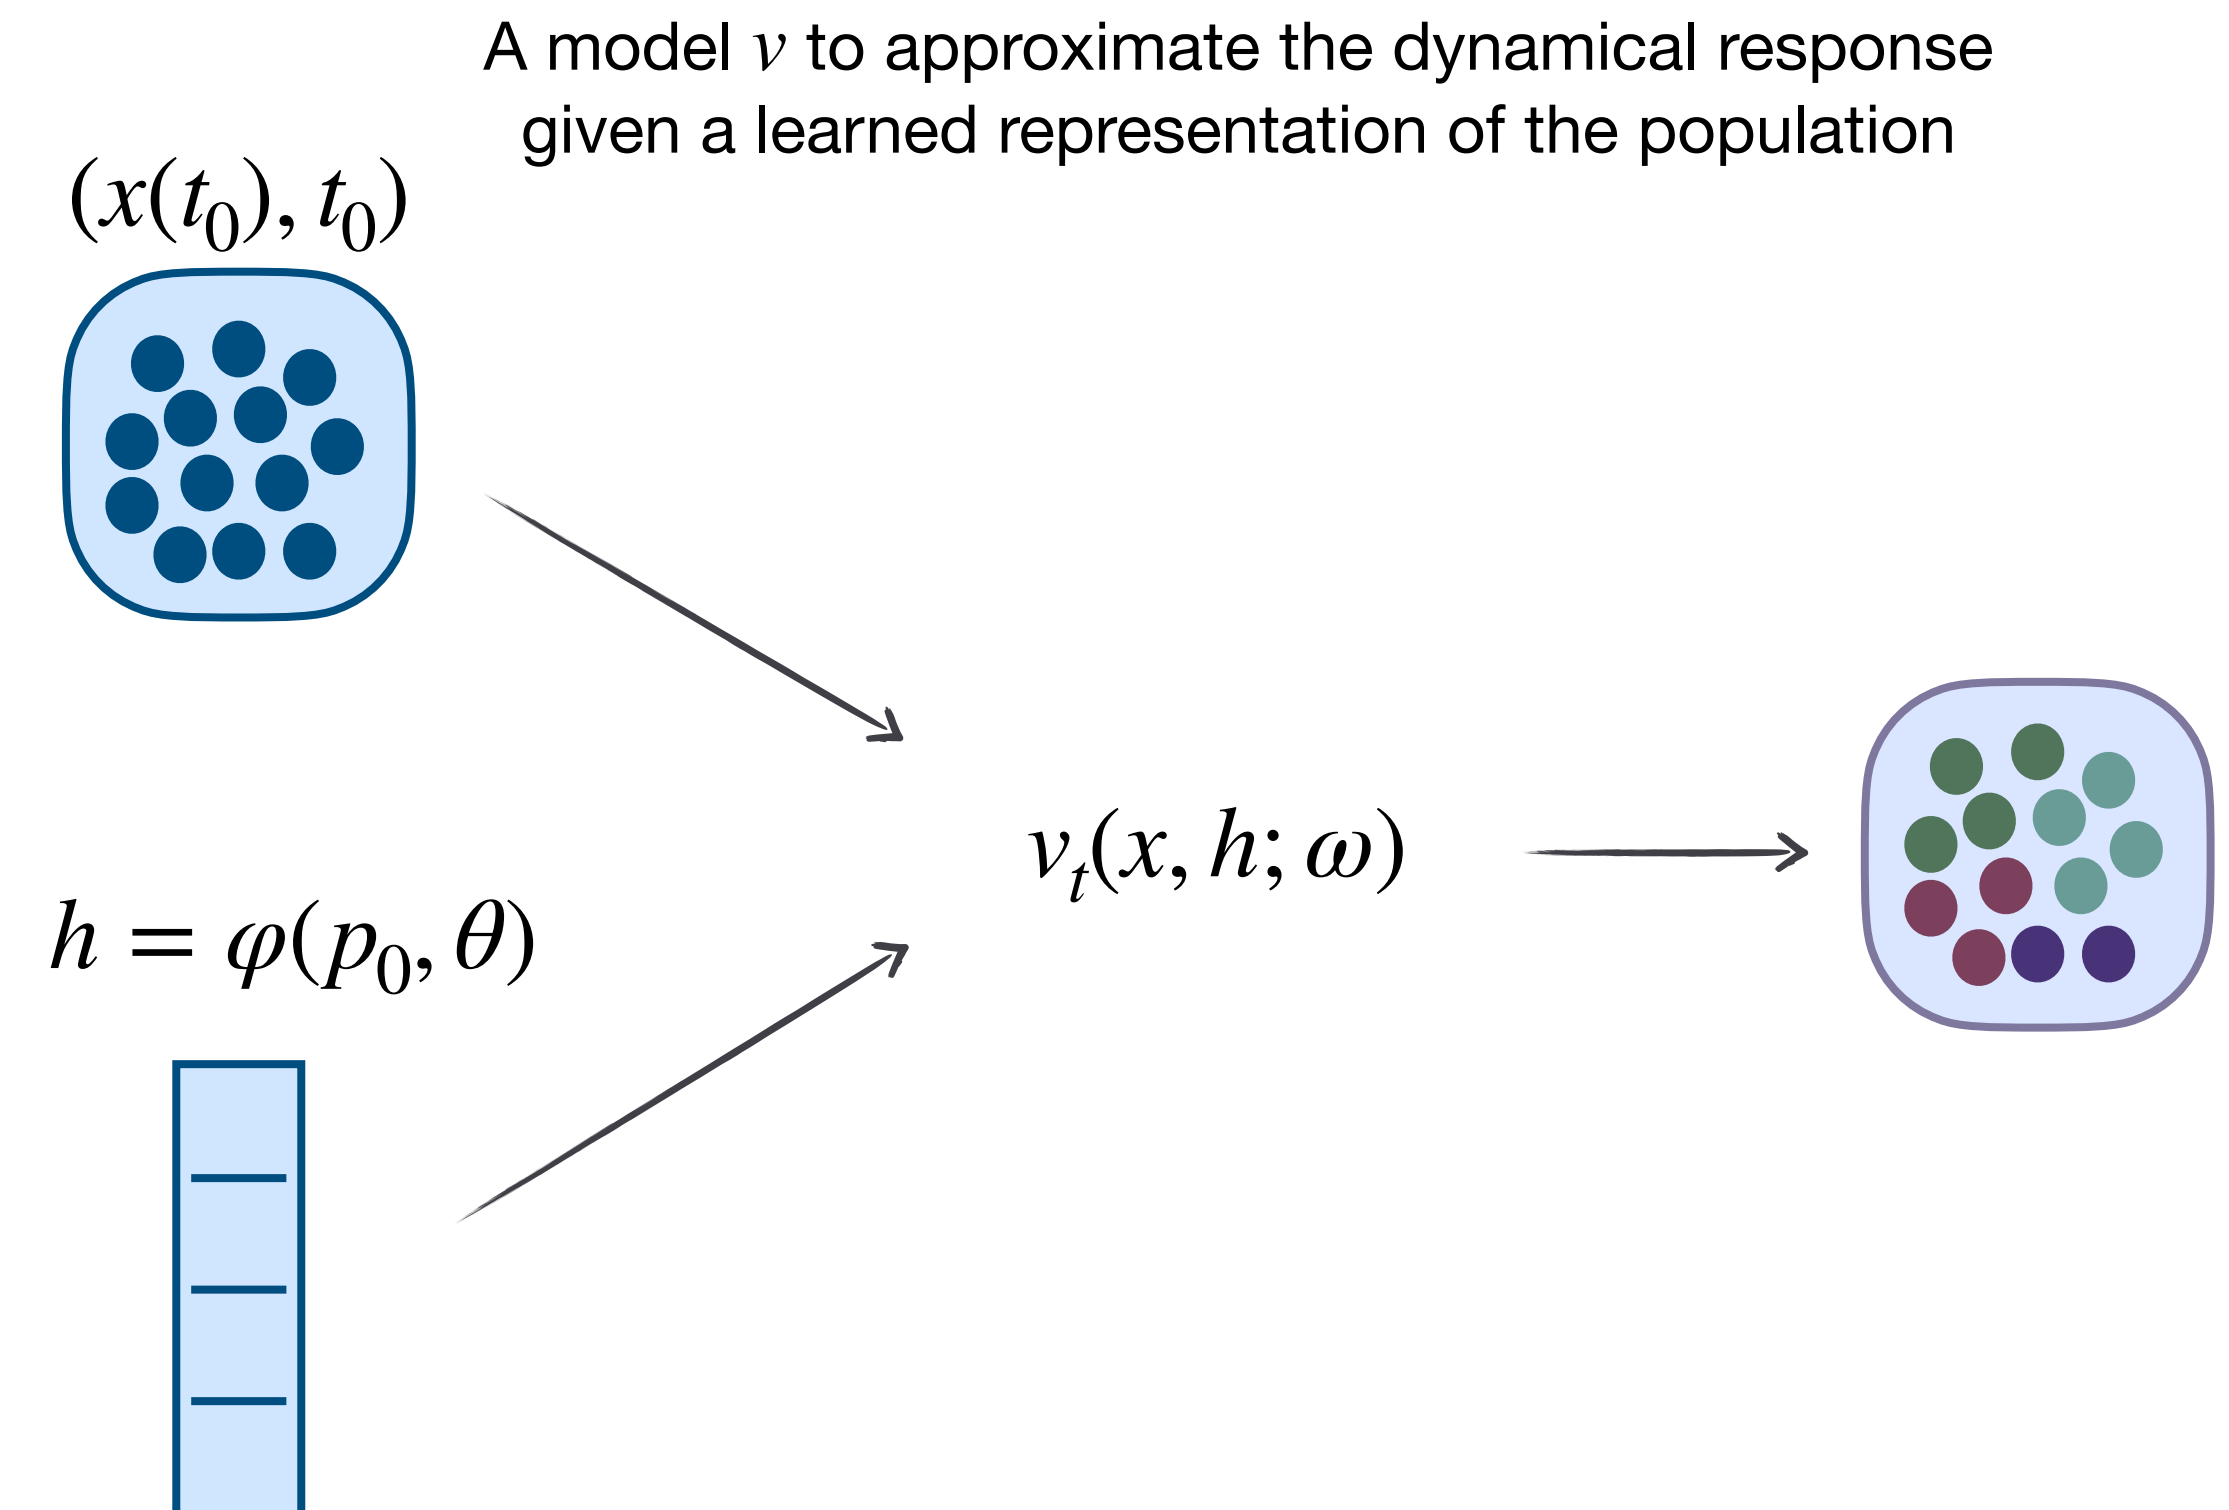 A model v to approximate the dynamical response
given a learned representation of the population
(x(t₀), t₀)
vₜ(x, h; ω)
h = φ(p₀, θ)